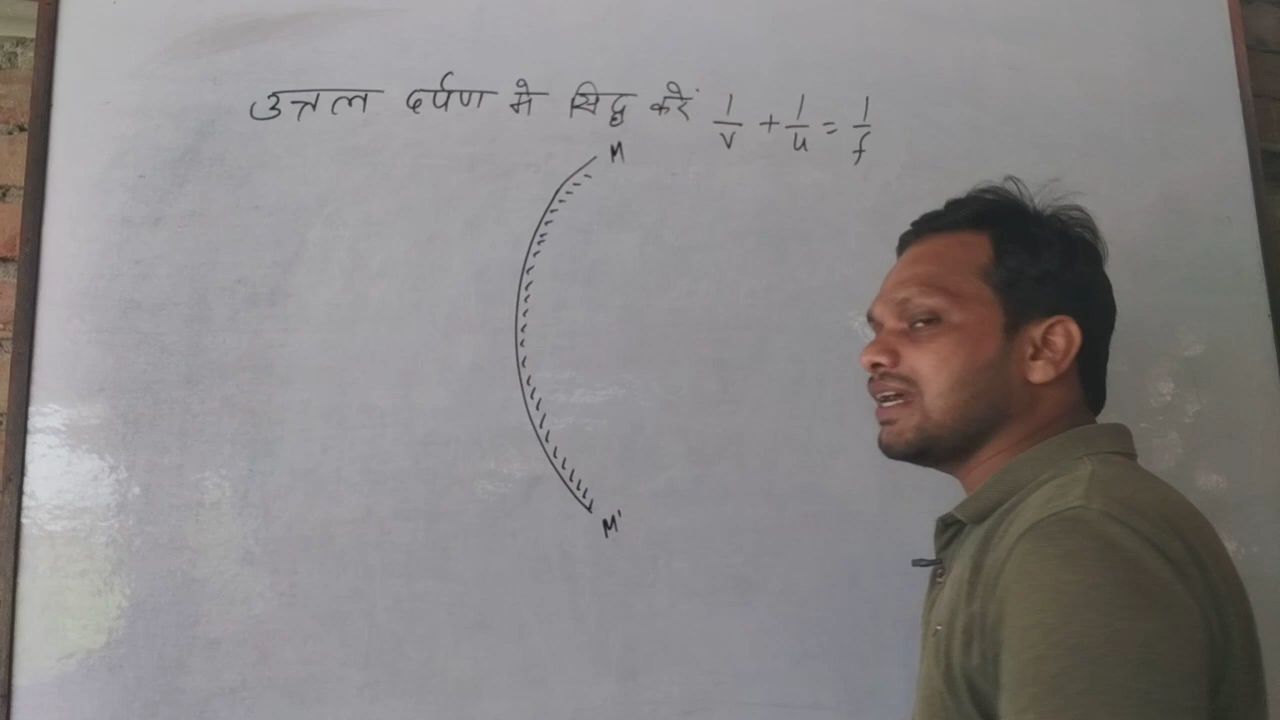 उत्तल दर्पण मे सिद्ध करें 1/v + 1/u = 1/f
M
M'